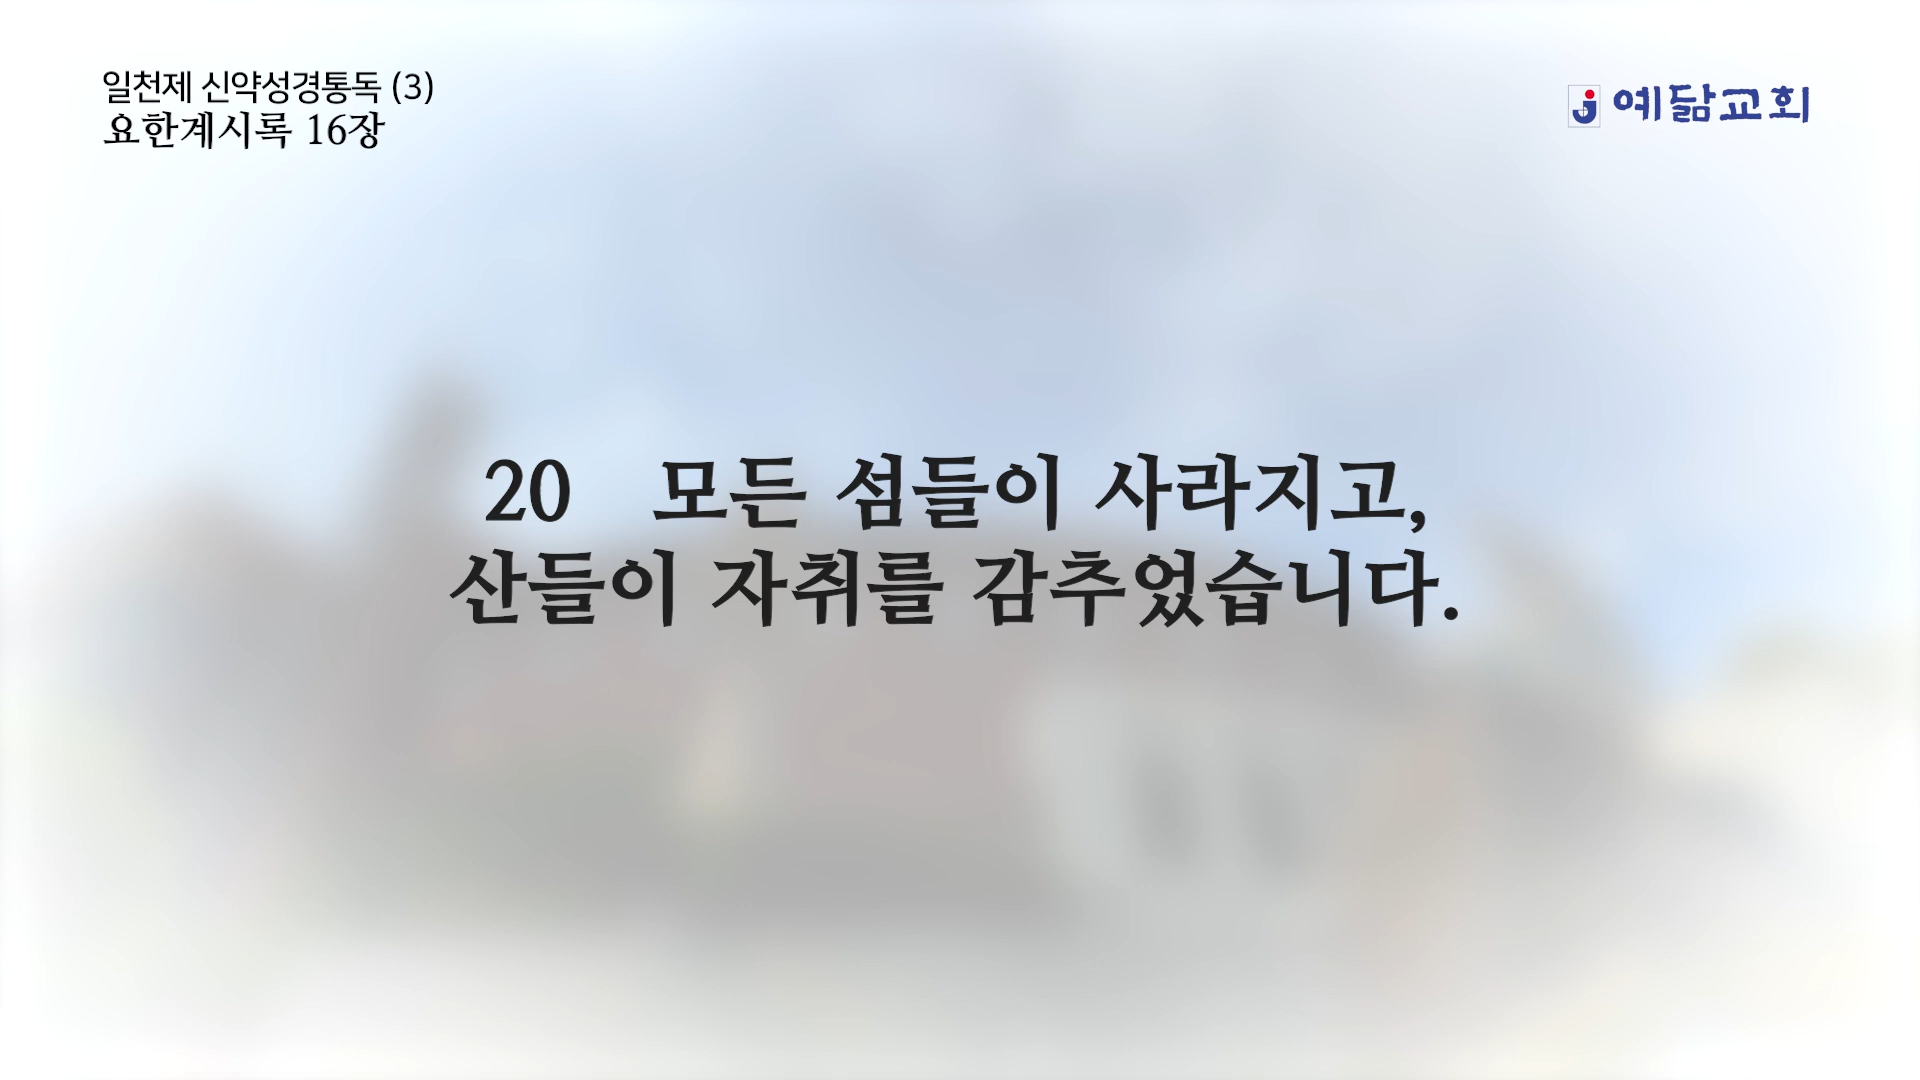 일천제 신약성경통독 (3)
요한계시록 16장
예닮교회
20 모든 섬들이 사라지고,
산들이 자취를 감추었습니다.